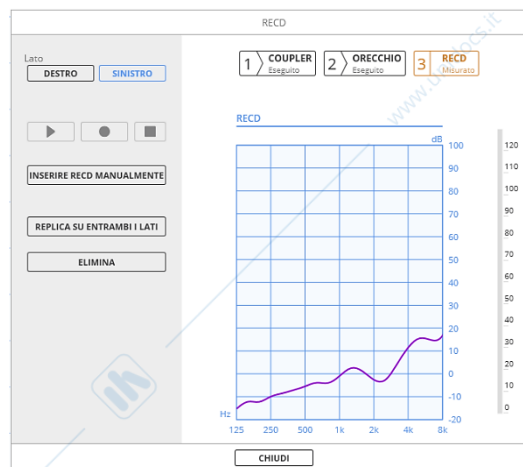 RECD
Lato
DESTRO SINISTRO
1 COUPLER Eseguito 2 ORECCHIO Eseguito 3 RECD Misurato
INSERIRE RECD MANUALMENTE
REPLICA SU ENTRAMBI I LATI
ELIMINA
RECD
dB
100
90
80
70
60
50
40
30
20
10
0
-10
-20
Hz
125 250 500 1k 2k 4k 8k
120
110
100
90
80
70
60
50
40
30
20
10
0
CHIUDI